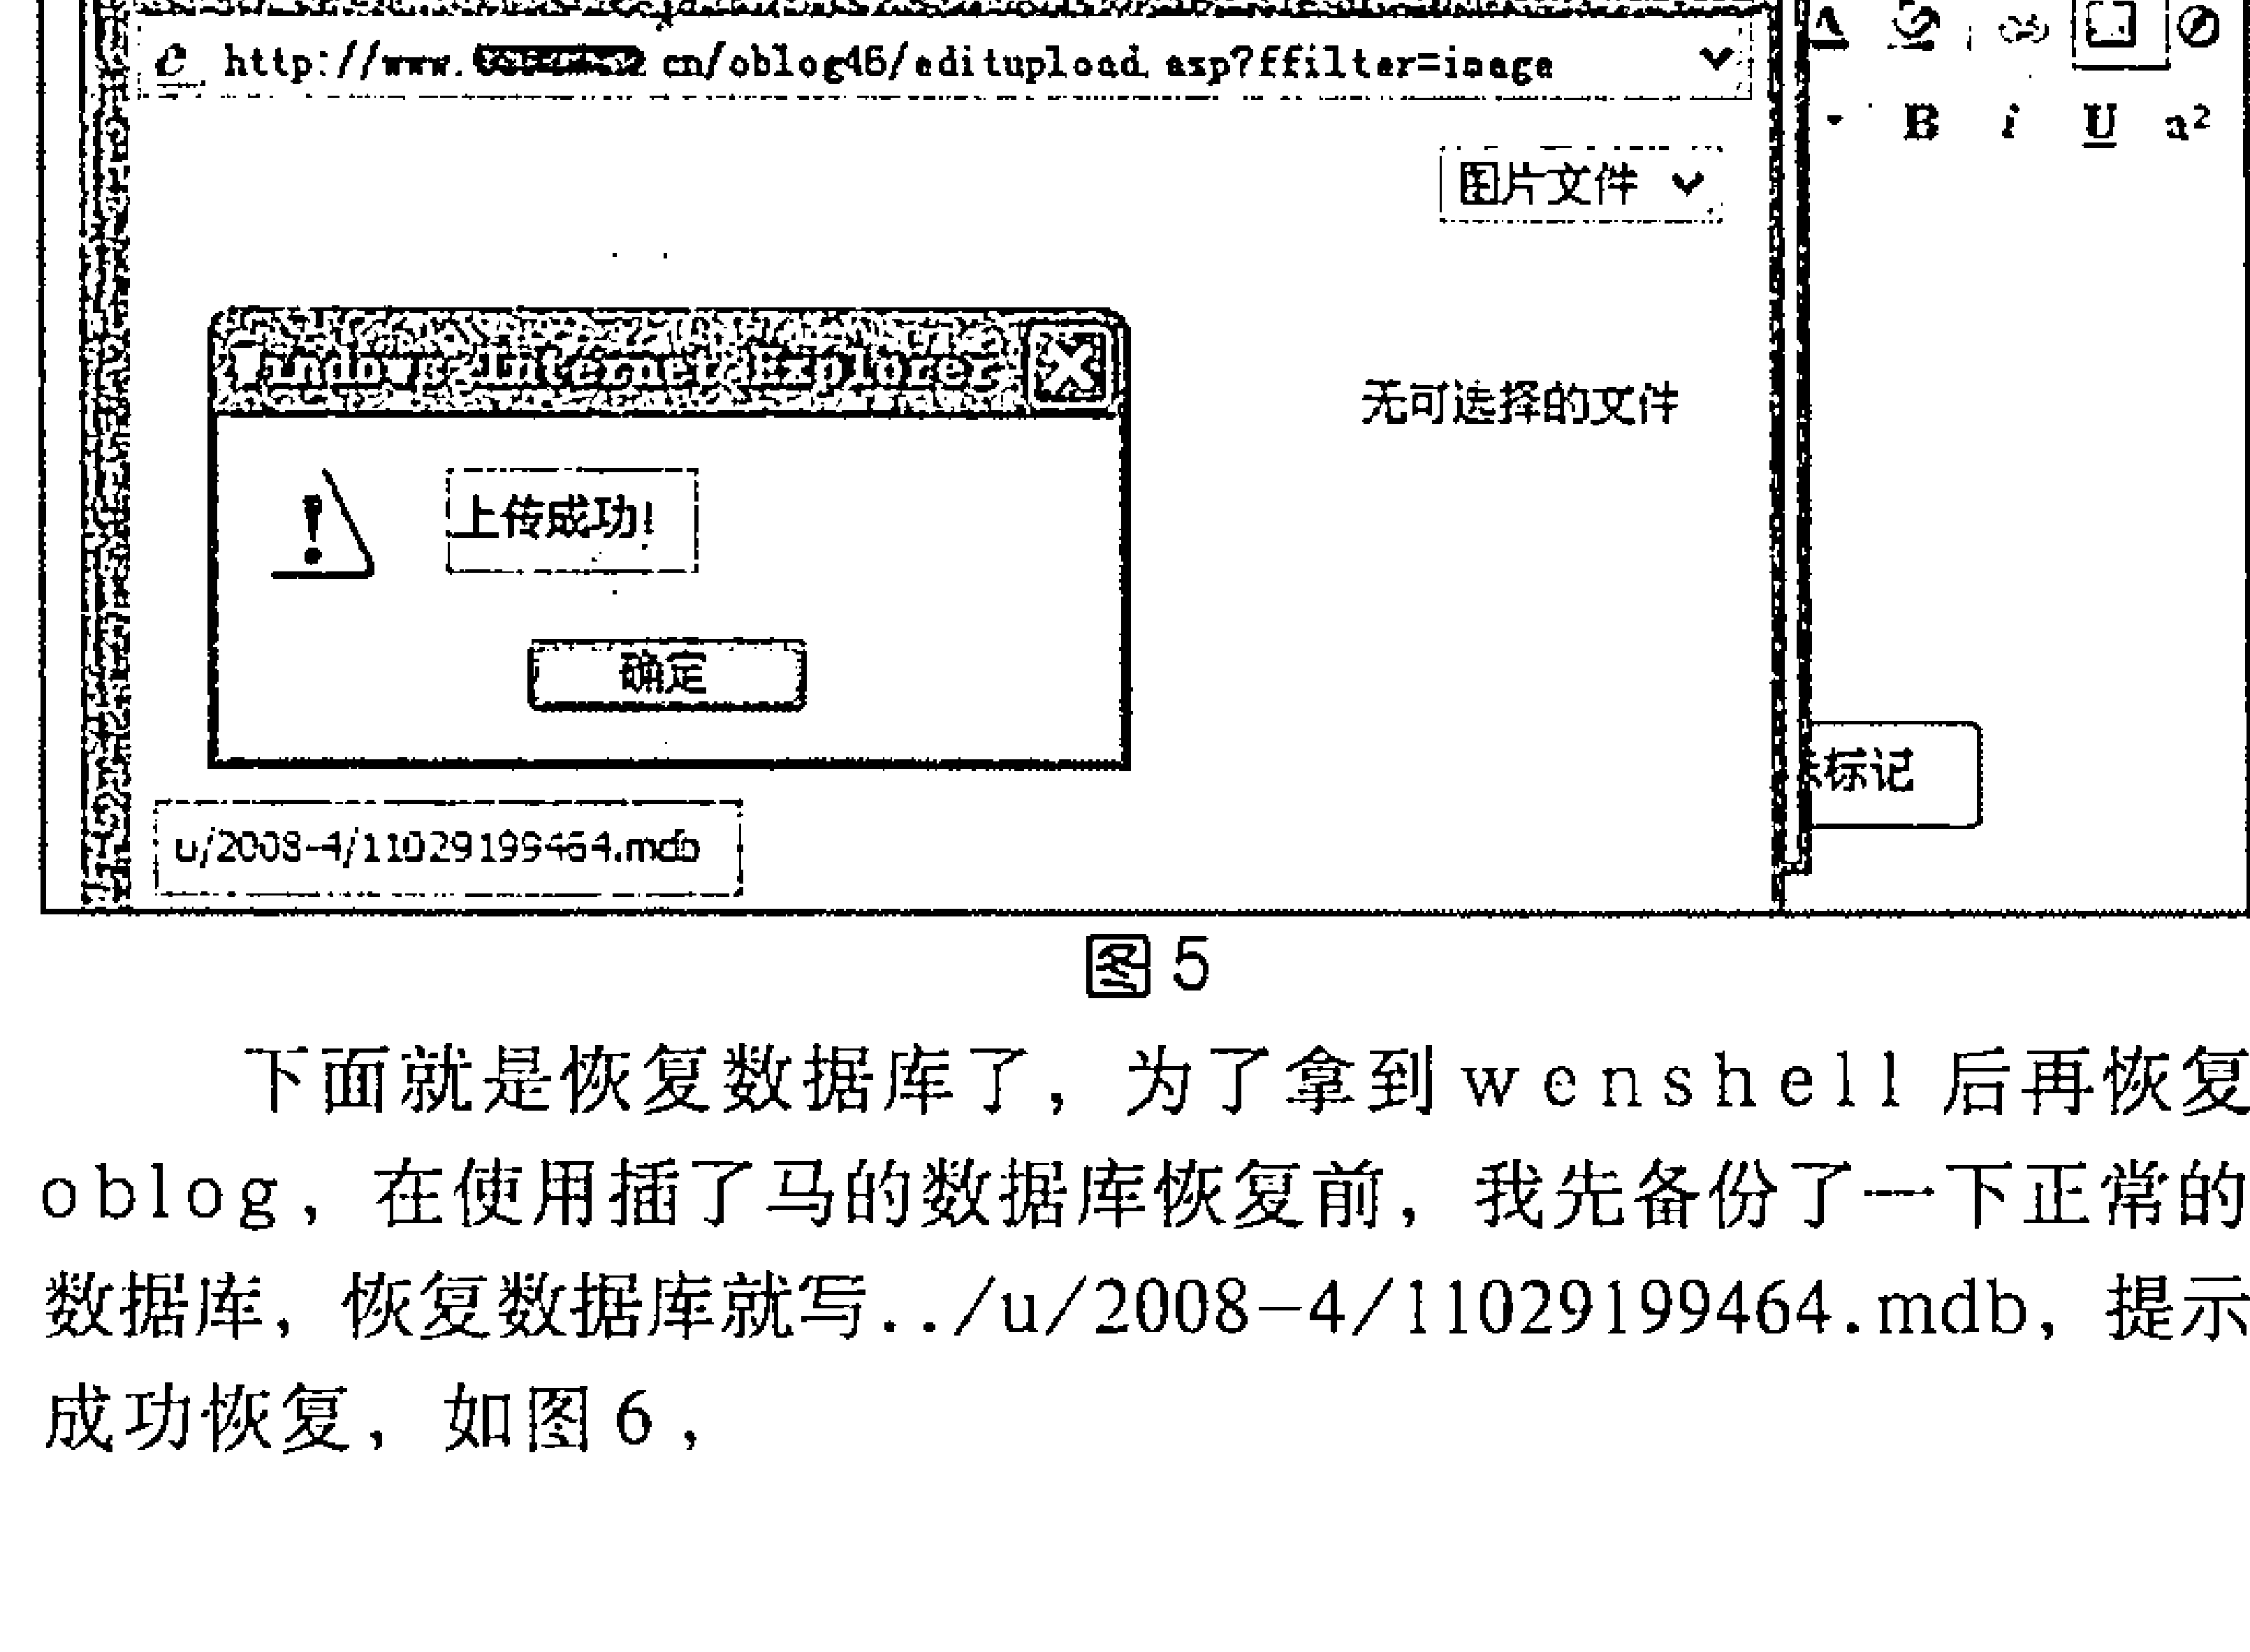 http://www. cn/oblog46/editupload.asp?ffilter=image
B i U a²
图片文件
Windows Internet Explorer
无可选择的文件
上传成功!
确定
标记
u/2008-4/11029199464.mdb
图5
下面就是恢复数据库了，为了拿到wenshell后再恢复
oblog，在使用插了马的数据库恢复前，我先备份了一下正常的
数据库，恢复数据库就写../u/2008-4/11029199464.mdb，提示
成功恢复，如图6，